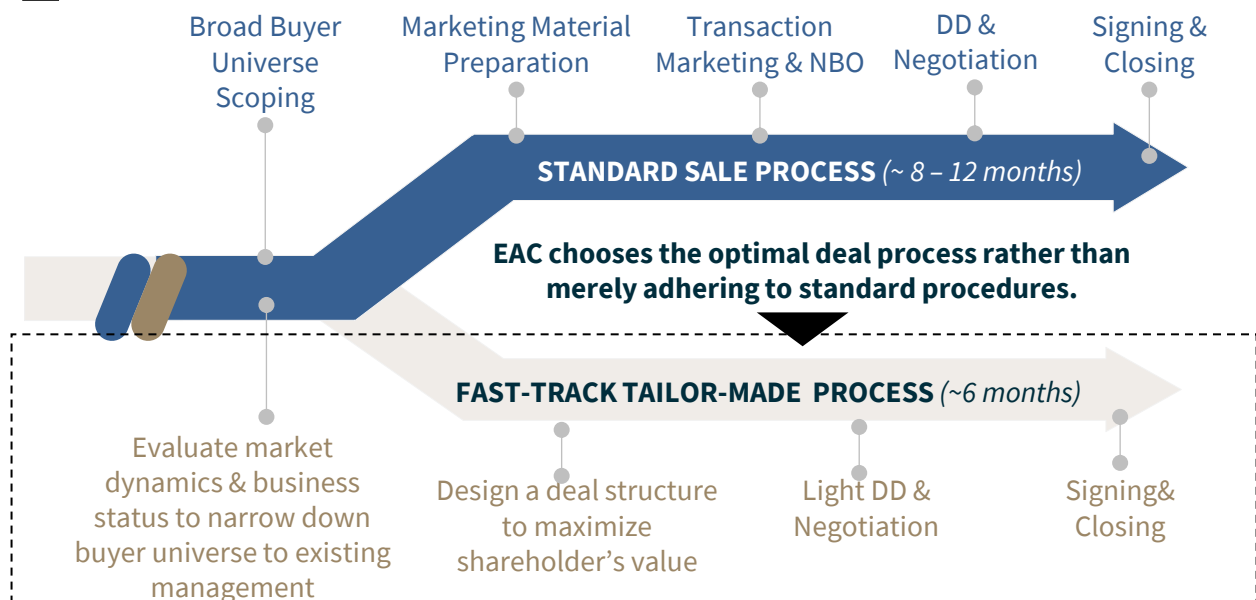 Broad Buyer
Universe
Scoping
Marketing Material
Preparation
Transaction
Marketing & NBO
DD &
Negotiation
Signing &
Closing
STANDARD SALE PROCESS (~ 8 – 12 months)
EAC chooses the optimal deal process rather than
merely adhering to standard procedures.
FAST-TRACK TAILOR-MADE PROCESS (~6 months)
Evaluate market
dynamics & business
status to narrow down
buyer universe to existing
management
Design a deal structure
to maximize
shareholder’s value
Light DD &
Negotiation
Signing&
Closing